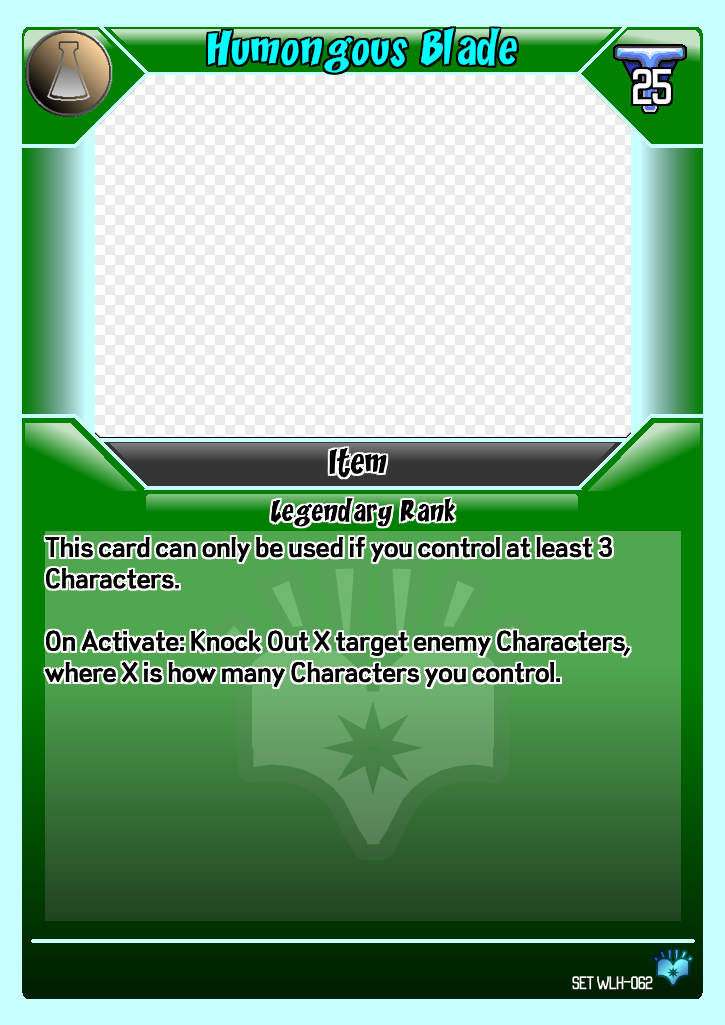 Humongous Blade
25
Item
Legendary Rank
This card can only be used if you control at least 3
Characters.
On Activate: Knock Out X target enemy Characters,
where X is how many Characters you control.
SET WLH-062